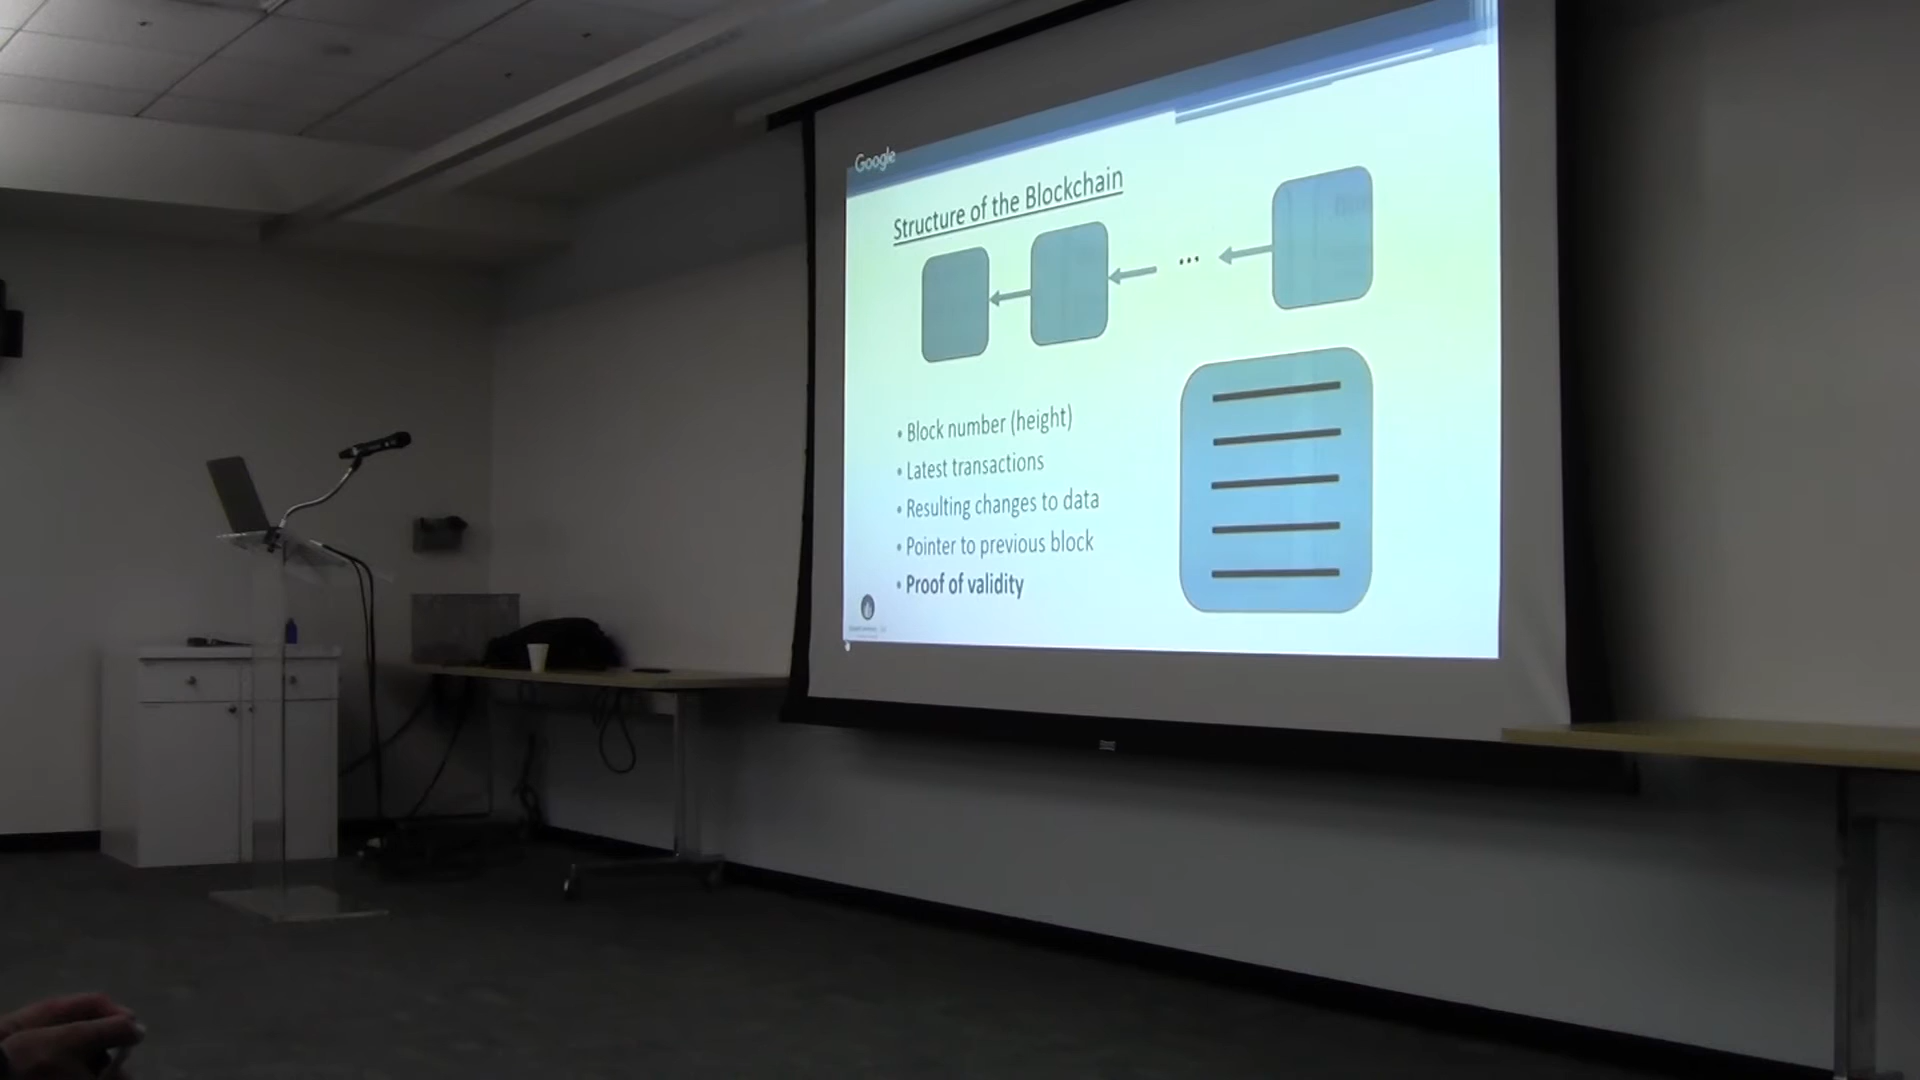 Google
Structure of the Blockchain
...
• Block number (height)
• Latest transactions
• Resulting changes to data
• Pointer to previous block
• Proof of validity